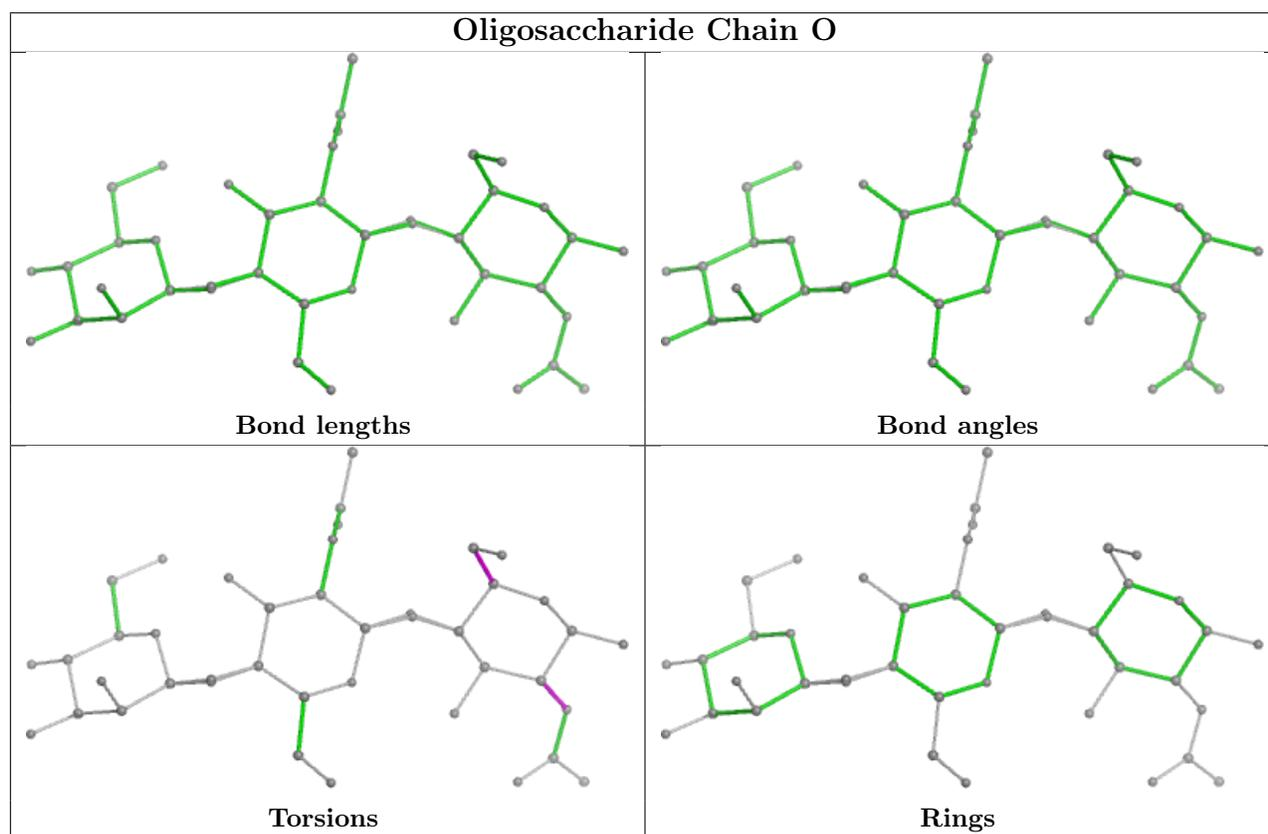 Oligosaccharide Chain O
Bond lengths
Bond angles
Torsions
Rings